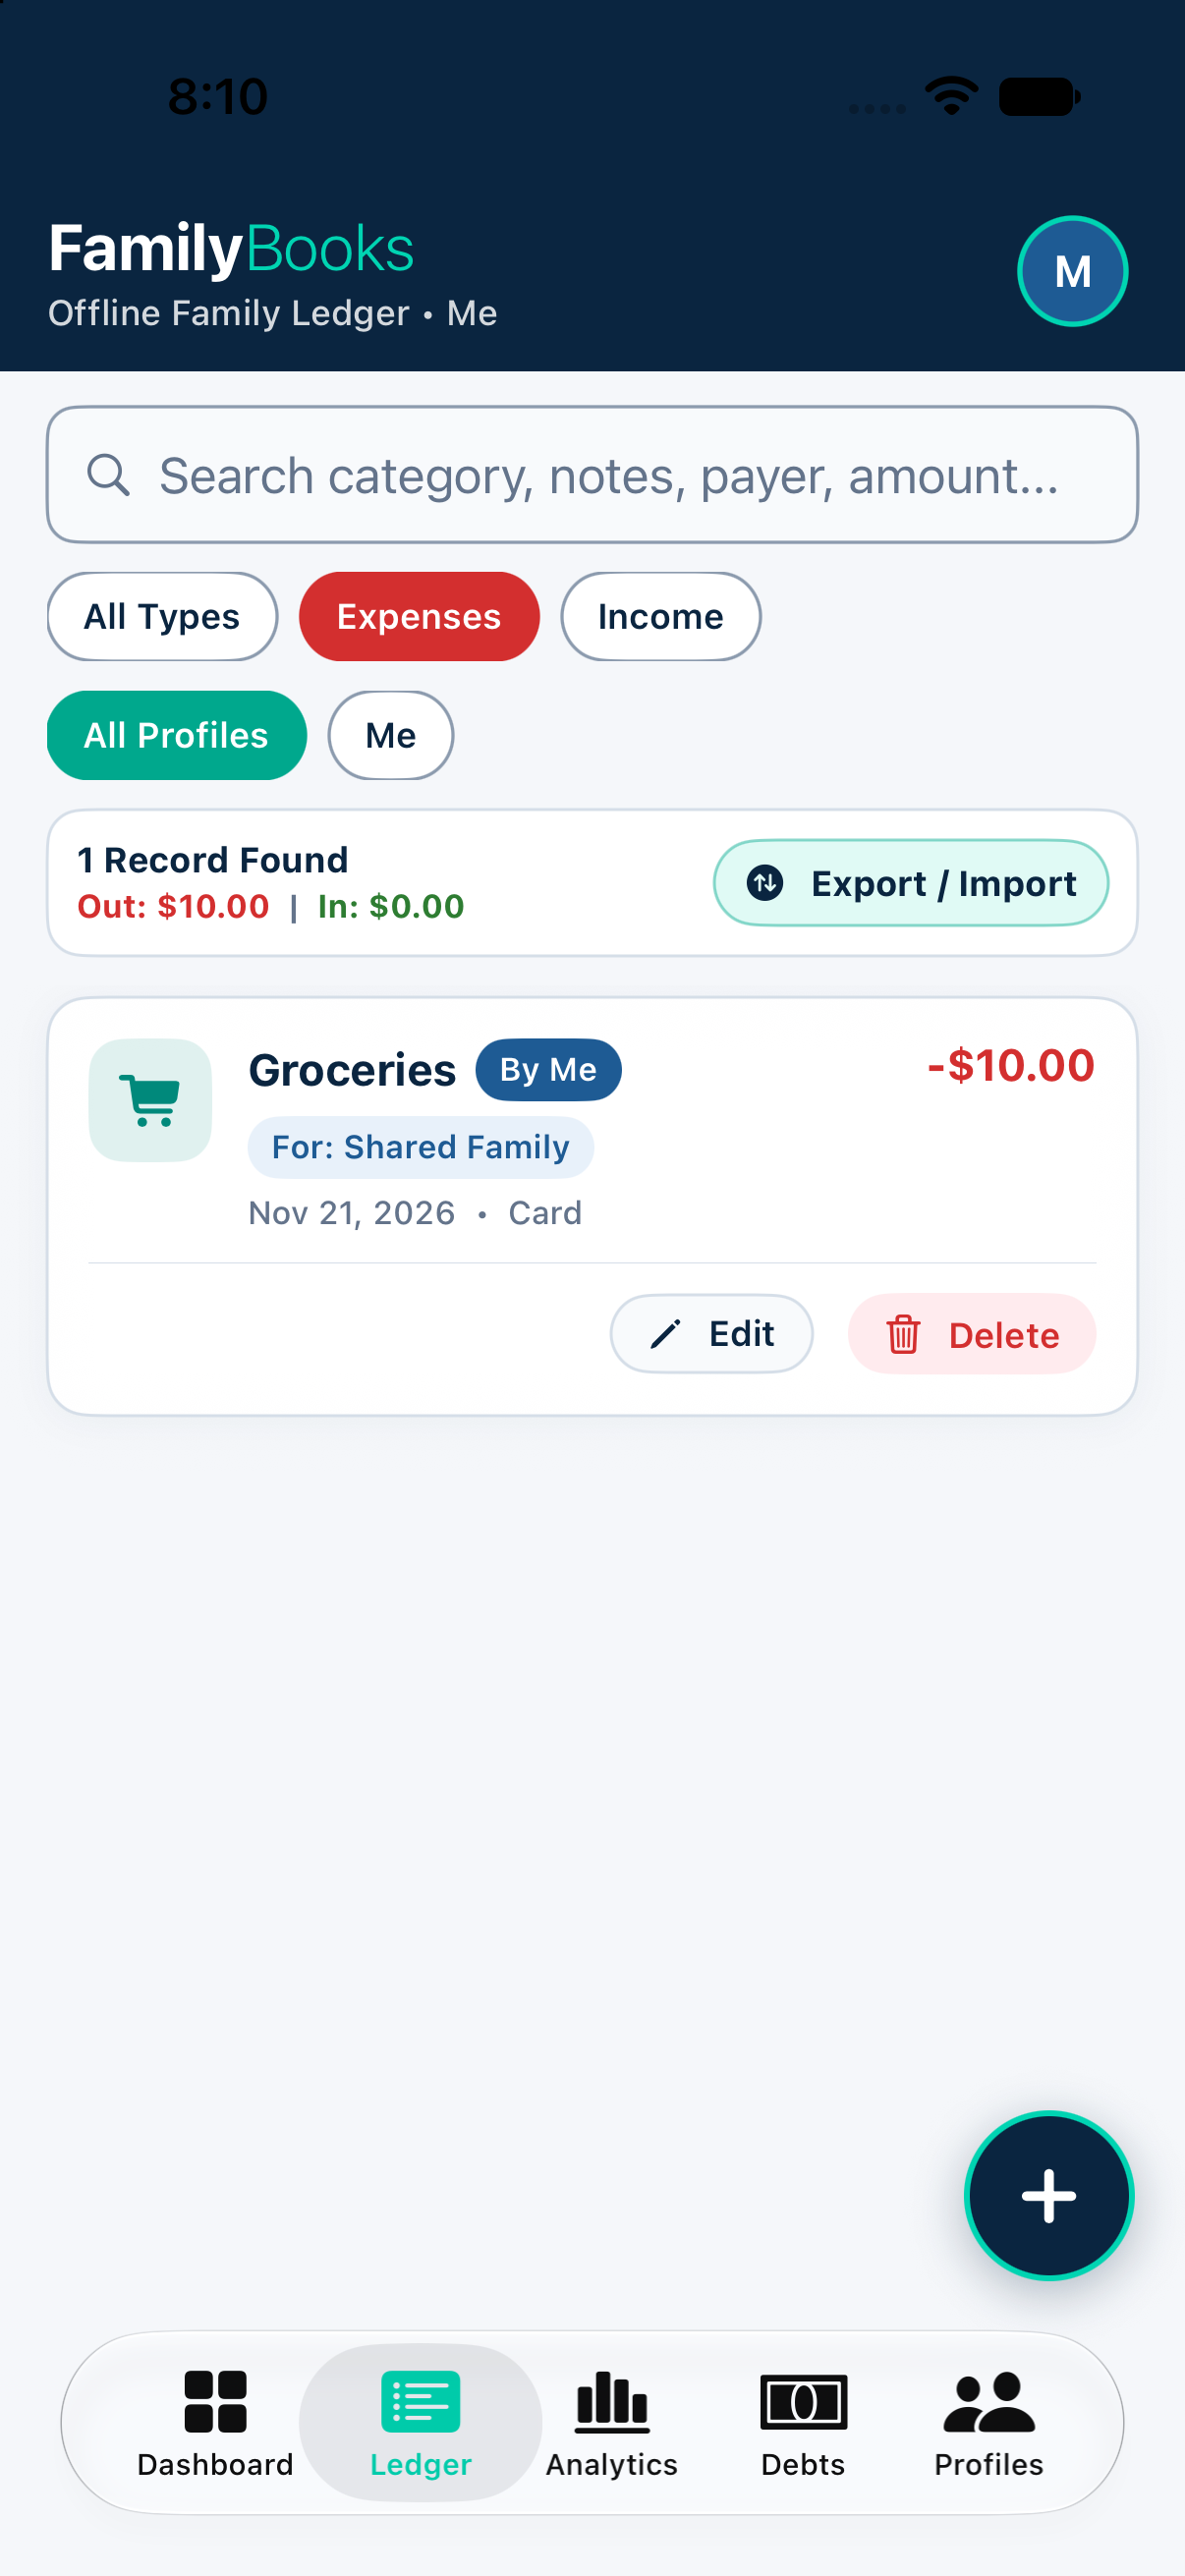 8:10
FamilyBooks
Offline Family Ledger • Me
M
Search category, notes, payer, amount...
All Types
Expenses
Income
All Profiles
Me
1 Record Found
Out: $10.00 | In: $0.00
Export / Import
Groceries
By Me
-$10.00
For: Shared Family
Nov 21, 2026 • Card
Edit
Delete
Dashboard
Ledger
Analytics
Debts
Profiles